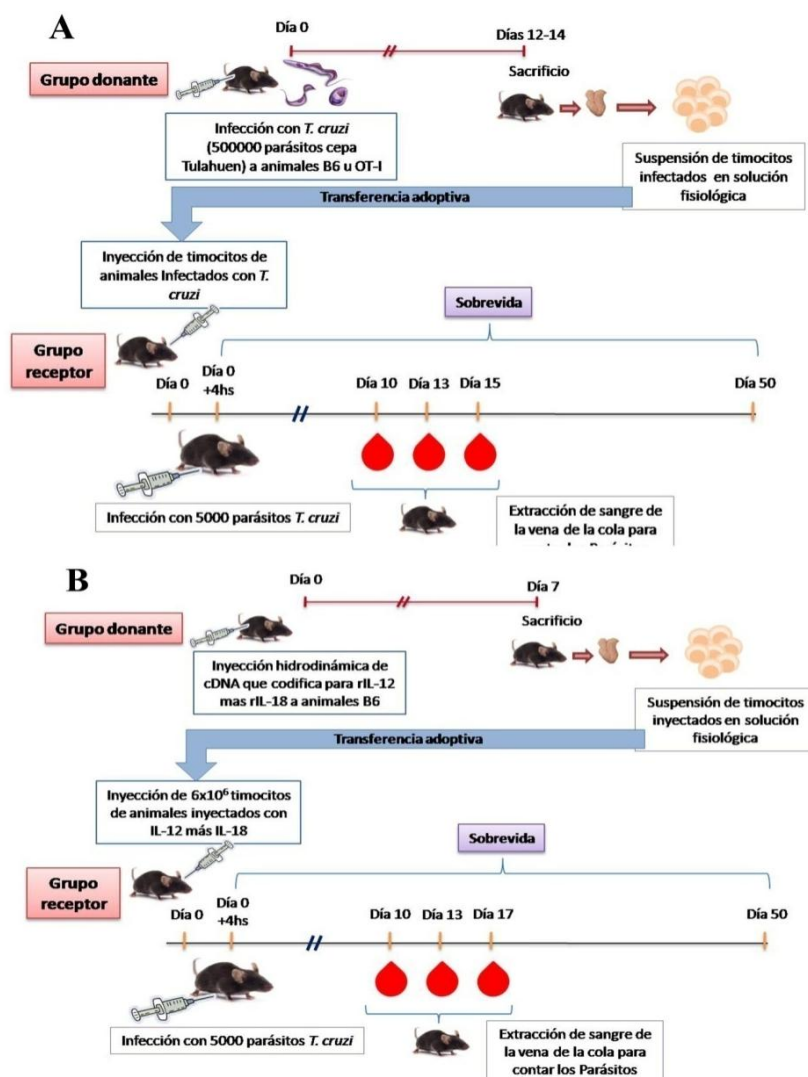 A
Día 0
Días 12-14
Grupo donante
Sacrificio
Infección con T. cruzi
(500000 parásitos cepa
Tulahuen) a animales B6 u OT-I
Suspensión de timocitos
infectados en solución
fisiológica
Transferencia adoptiva
Inyección de timocitos de
animales Infectados con T.
cruzi
Sobrevida
Grupo
receptor
Día 0
Día 0
+4hs
Día 10
Día 13
Día 15
Día 50
Infección con 5000 parásitos T. cruzi
Extracción de sangre de
la vena de la cola para
B
Día 0
Día 7
Grupo donante
Sacrificio
Inyección hidrodinámica de
cDNA que codifica para rIL-12
mas rIL-18 a animales B6
Suspensión de timocitos
inyectados en solución
fisiológica
Transferencia adoptiva
Inyección de 6x10⁶ timocitos
de animales inyectados con
IL-12 más IL-18
Sobrevida
Grupo
receptor
Día 0
Día 0
+4hs
Día 10
Día 13
Día 17
Día 50
Infección con 5000 parásitos T. cruzi
Extracción de sangre de
la vena de la cola para
contar los Parásitos